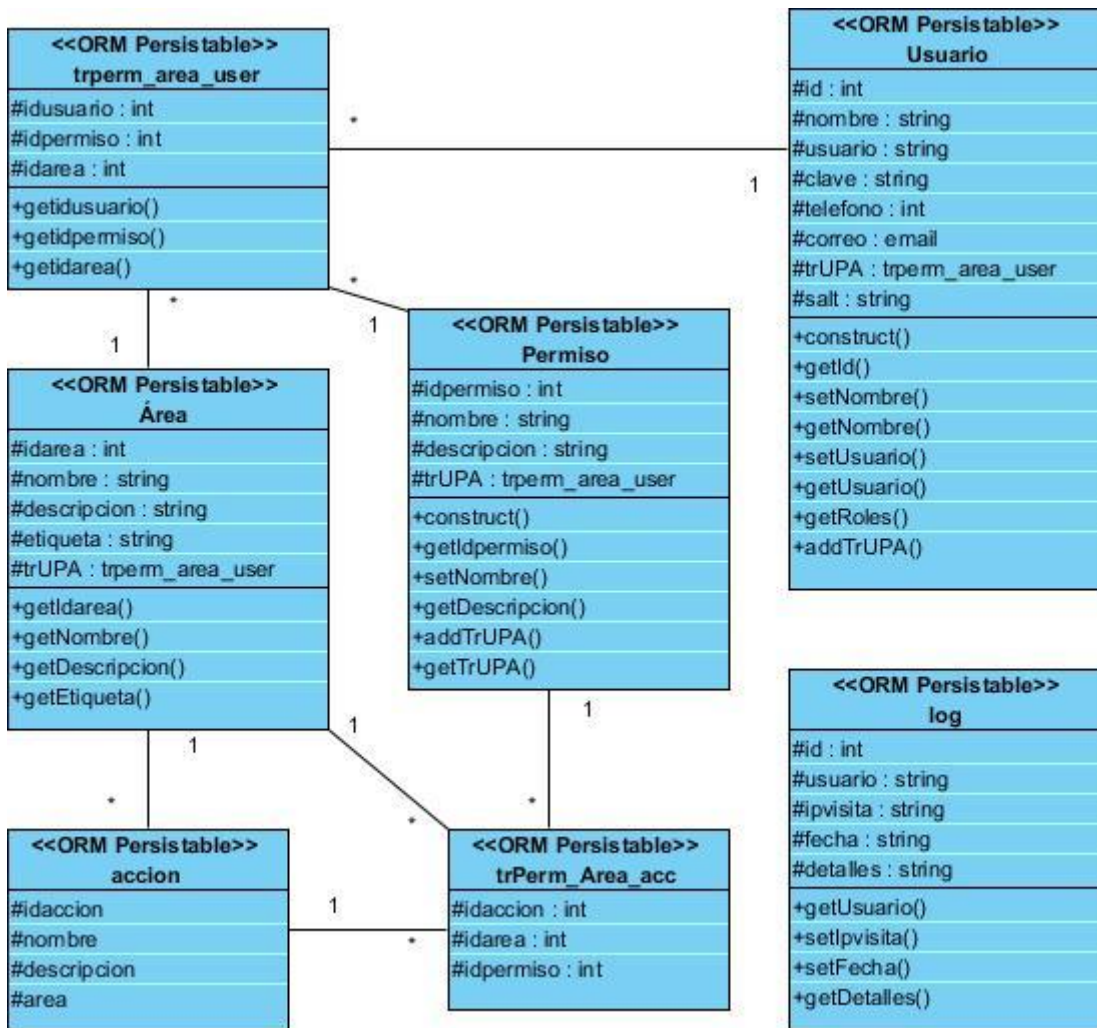 <<ORM Persistable>>
trperm_area_user
#idusuario : int
#idpermiso : int
#idarea : int
+getidusuario()
+getidpermiso()
+getidarea()
*
1
<<ORM Persistable>>
Usuario
#id : int
#nombre : string
#usuario : string
#clave : string
#telefono : int
#correo : email
#trUPA : trperm_area_user
#salt : string
+construct()
+getId()
+setNombre()
+getNombre()
+setUsuario()
+getUsuario()
+getRoles()
+addTrUPA()
*
1
*
1
<<ORM Persistable>>
Área
#idarea : int
#nombre : string
#descripcion : string
#etiqueta : string
#trUPA : trperm_area_user
+getIdarea()
+getNombre()
+getDescripcion()
+getEtiqueta()
<<ORM Persistable>>
Permiso
#idpermiso : int
#nombre : string
#descripcion : string
#trUPA : trperm_area_user
+construct()
+getIdpermiso()
+setNombre()
+getDescripcion()
+addTrUPA()
+getTrUPA()
1
*
1
*
1
*
<<ORM Persistable>>
accion
#idaccion
#nombre
#descripcion
#area
1
*
<<ORM Persistable>>
trPerm_Area_acc
#idaccion : int
#idarea : int
#idpermiso : int
<<ORM Persistable>>
log
#id : int
#usuario : string
#ipvisita : string
#fecha : string
#detalles : string
+getUsuario()
+setIpvisita()
+setFecha()
+getDetalles()